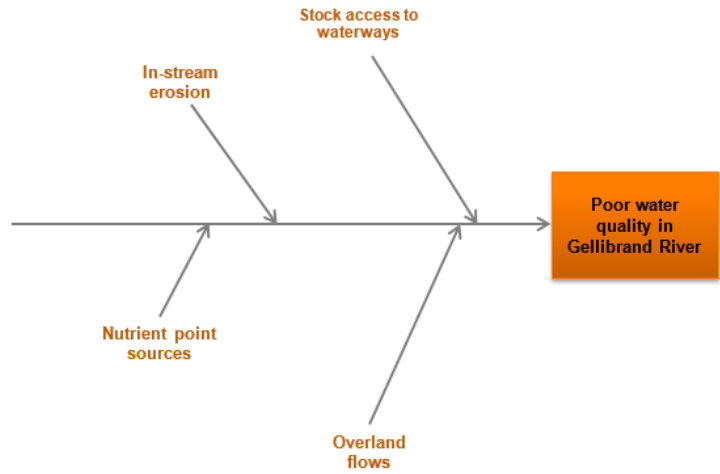 Stock access to
waterways
In-stream
erosion
Poor water
quality in
Gellibrand River
Nutrient point
sources
Overland
flows